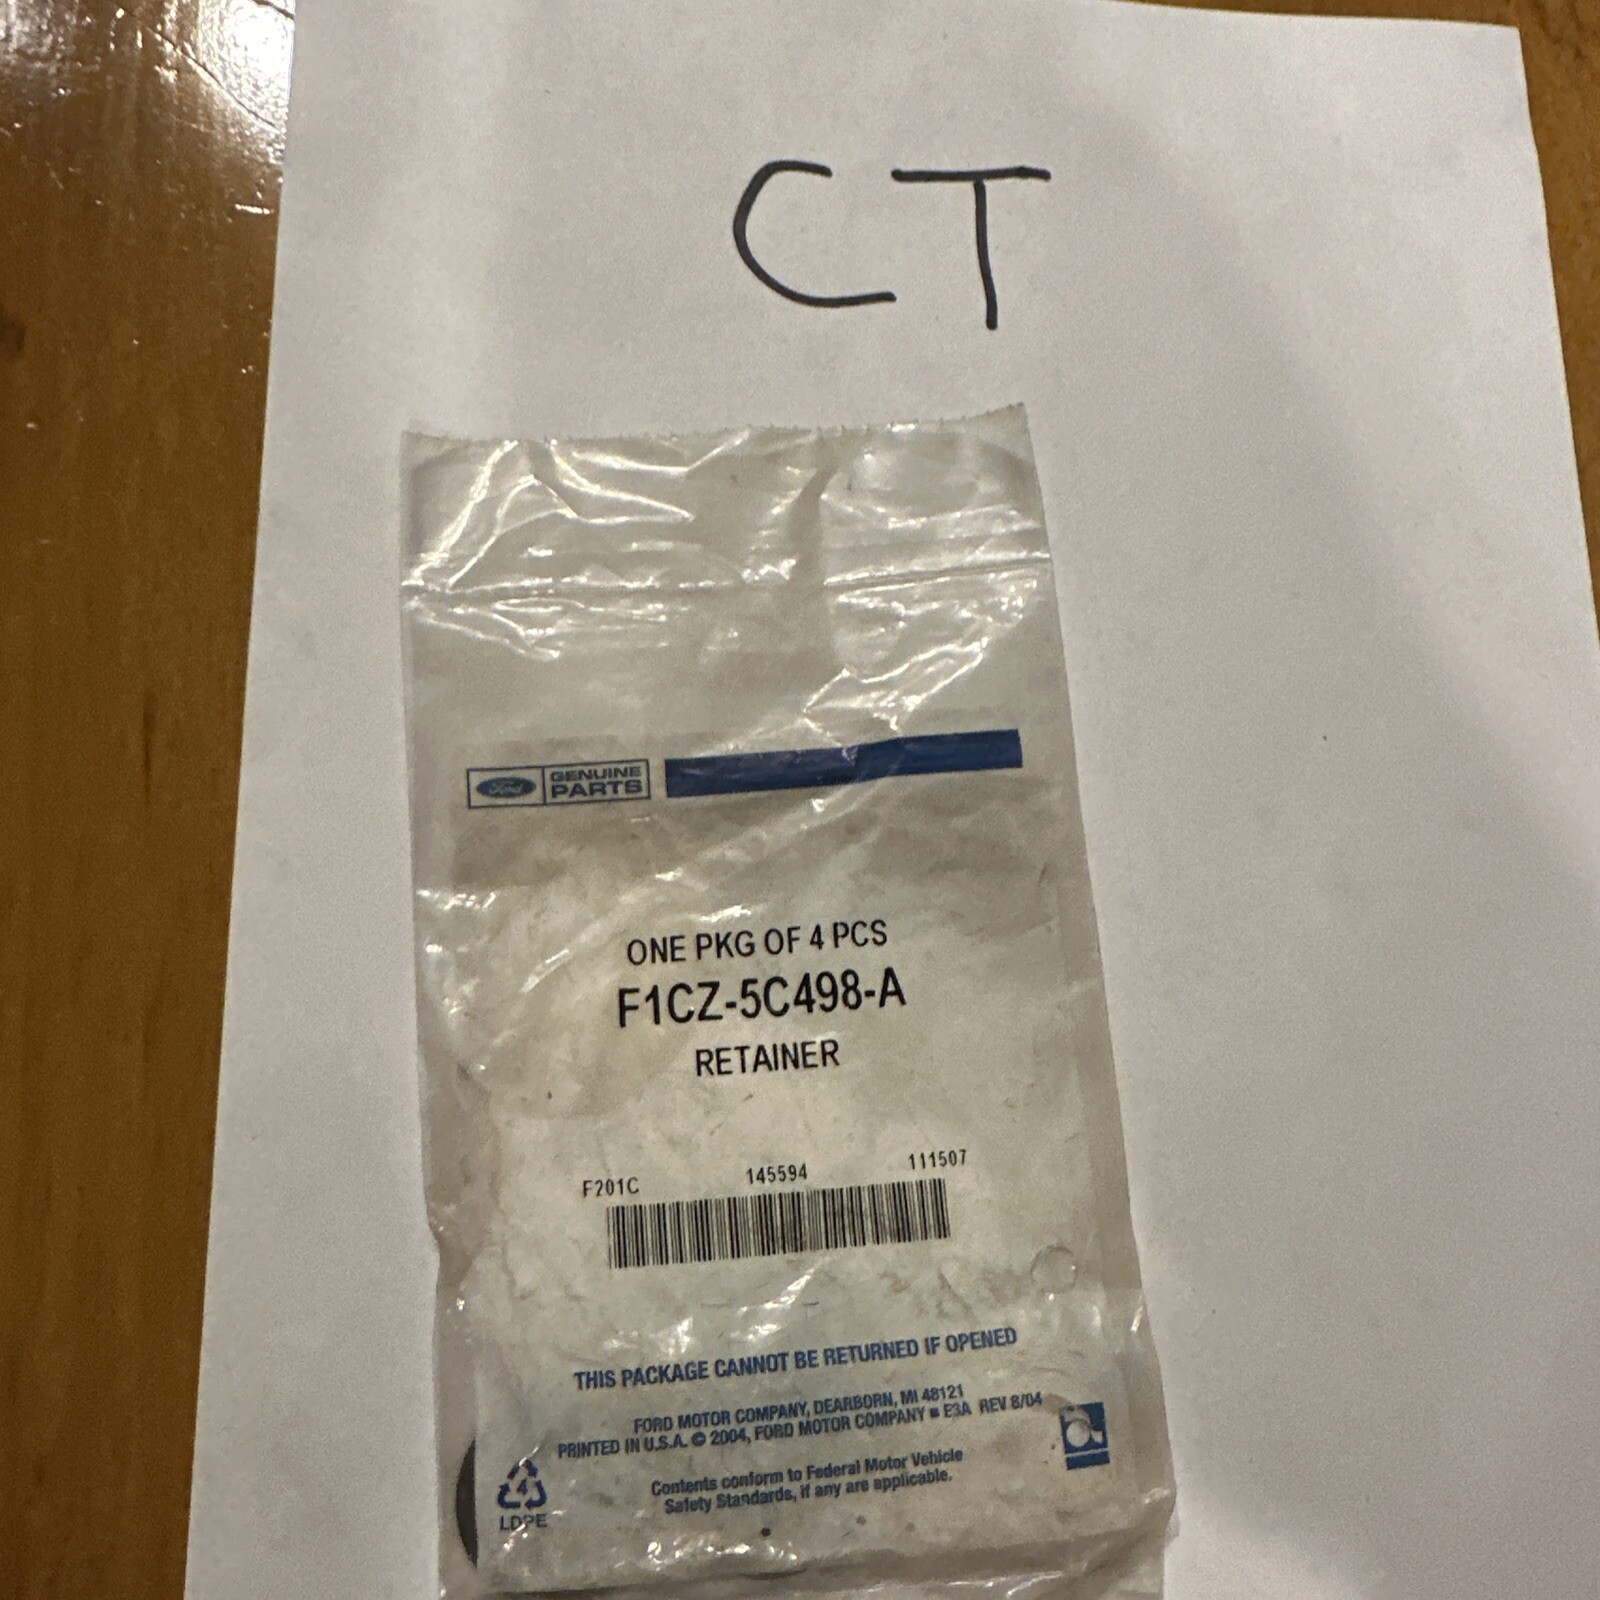 CT
Ford GENUINE
PARTS
ONE PKG OF 4 PCS
F1CZ-5C498-A
RETAINER
F201C 145594 111507
THIS PACKAGE CANNOT BE RETURNED IF OPENED
FORD MOTOR COMPANY, DEARBORN, MI 48121
PRINTED IN U.S.A. © 2004, FORD MOTOR COMPANY ■ E3A REV 8/04
Contents conform to Federal Motor Vehicle
Safety Standards, if any are applicable.
4
LDPE